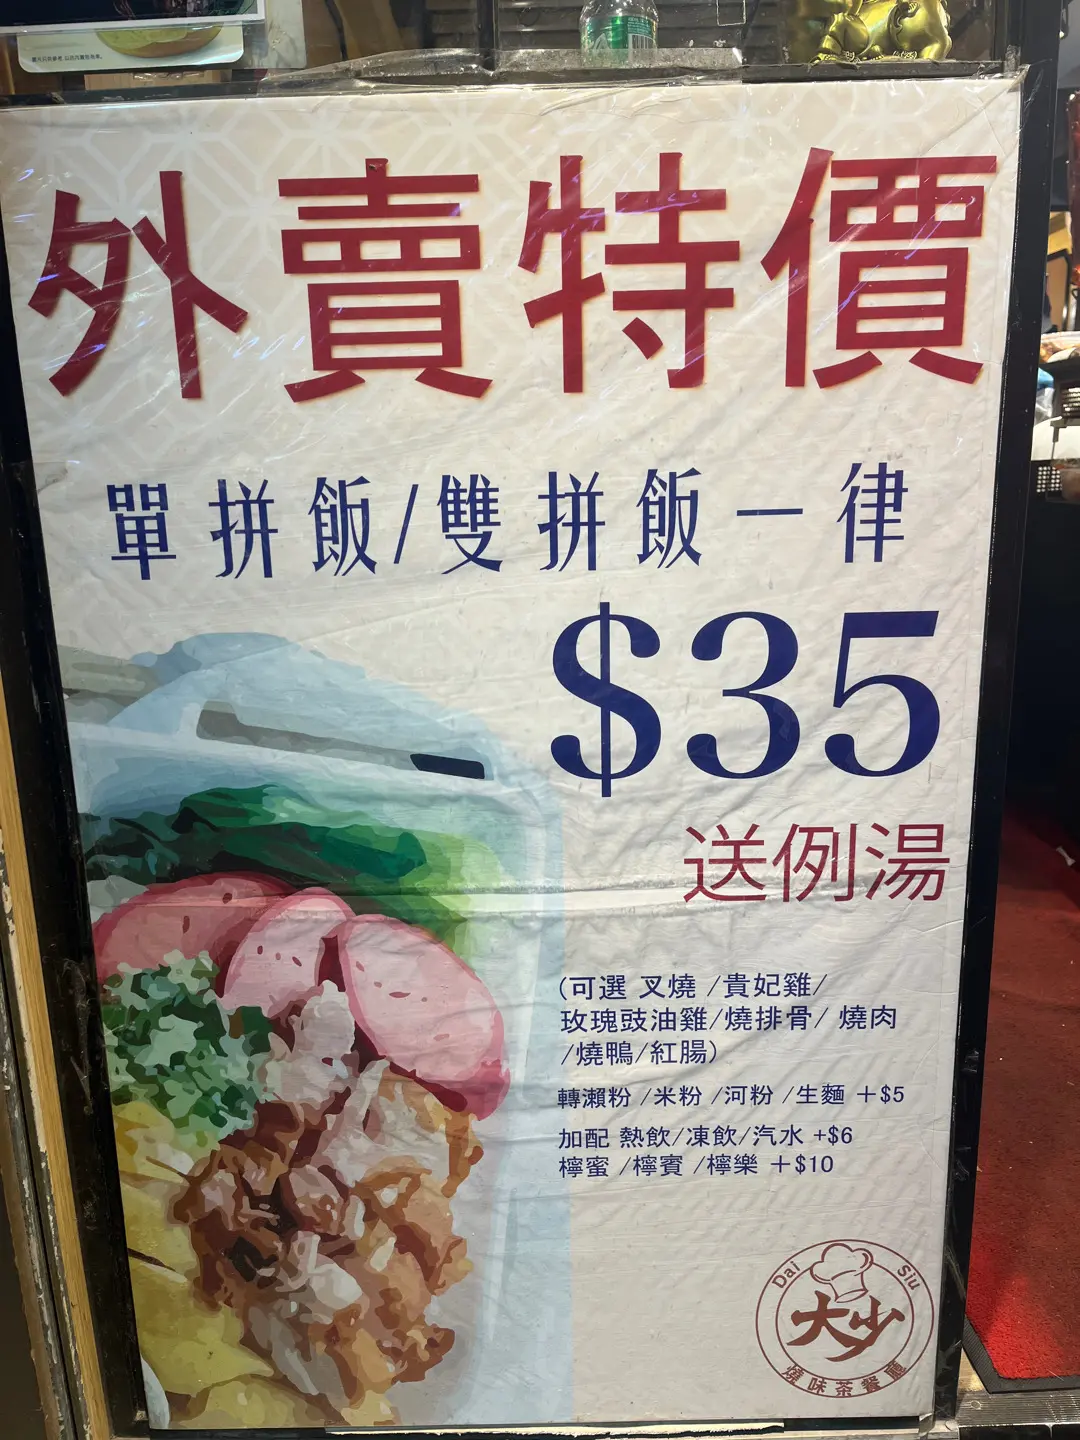 外賣特價
單拼飯/雙拼飯一律
$35
送例湯
(可選 叉燒 /貴妃雞/
玫瑰豉油雞/燒排骨/ 燒肉
/燒鴨/紅腸)
轉瀨粉 /米粉 /河粉 /生麵 +$5
加配 熱飲/凍飲/汽水 +$6
檸蜜 /檸賓 /檸樂 +$10
Dai Siu
大少
燒味茶餐廳